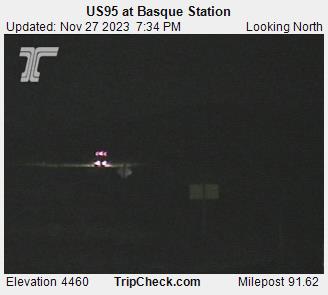 US95 at Basque Station
Updated: Nov 27 2023 7:34 PM Looking North
Elevation 4460 TripCheck.com Milepost 91.62